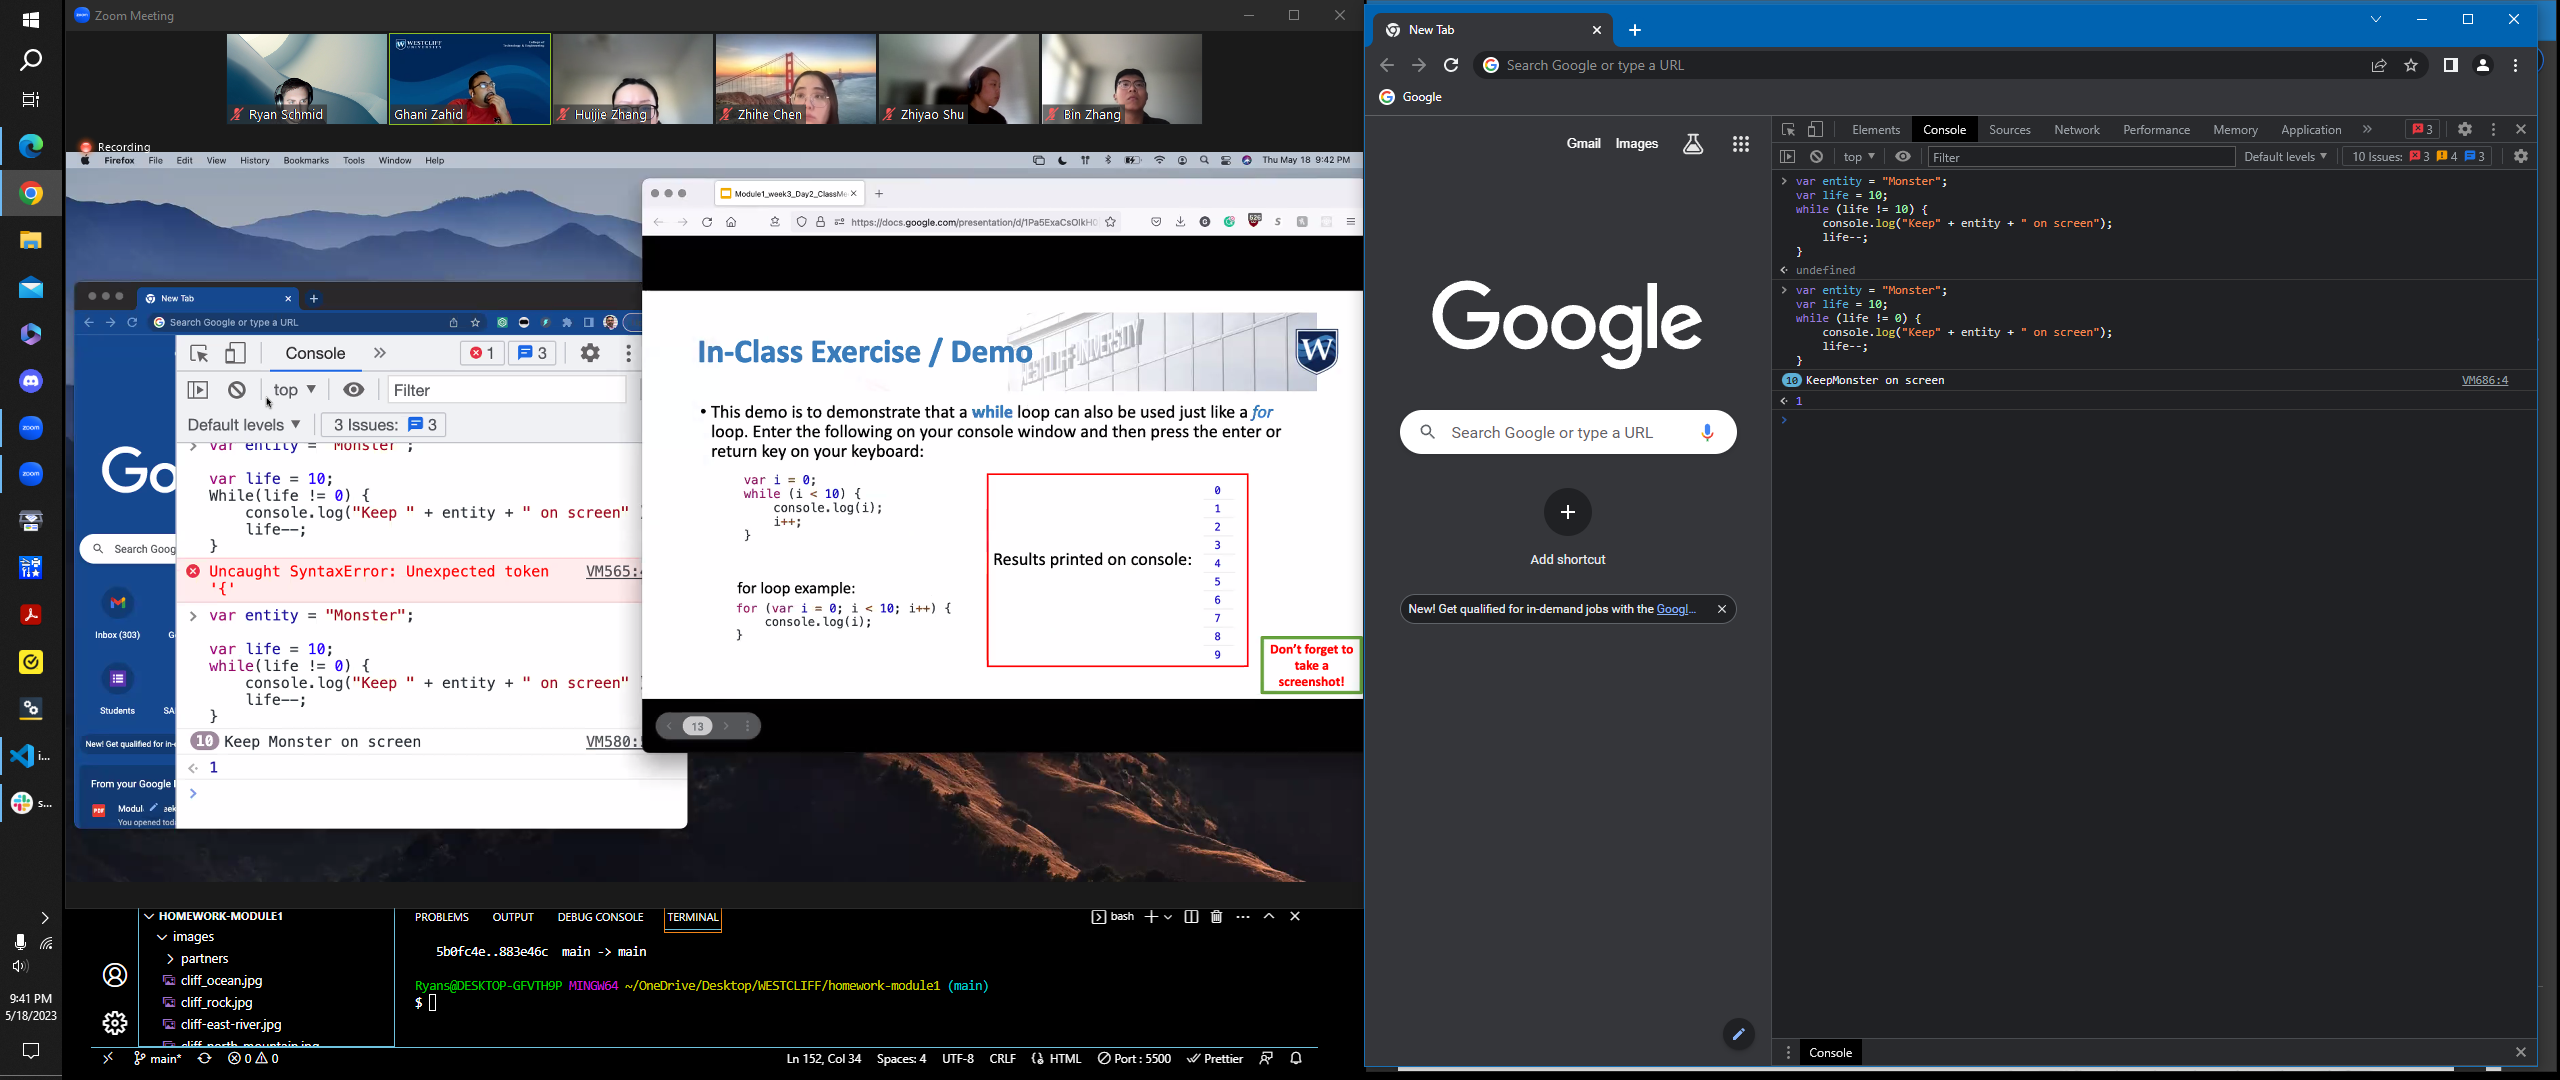 Zoom Meeting
Ryan Schmid
WESTCLIFF UNIVERSITY
Ghani Zahid
Huijie Zhang
Zhihe Chen
Zhiyao Shu
Bin Zhang
Recording
Firefox File Edit View History Bookmarks Tools Window Help
Thu May 18 9:42 PM
Module1_week3_Day2_ClassMe
https://docs.google.com/presentation/d/1Pa5ExaCsOIkH0
In-Class Exercise / Demo
W
• This demo is to demonstrate that a while loop can also be used just like a for
loop. Enter the following on your console window and then press the enter or
return key on your keyboard:
var i = 0;
while (i < 10) {
console.log(i);
i++;
}
for loop example:
for (var i = 0; i < 10; i++) {
console.log(i);
}
Results printed on console:
0
1
2
3
4
5
6
7
8
9
Don't forget to
take a
screenshot!
13
New Tab
Search Google or type a URL
Go
Search Goog
Inbox (303)
G
Students
SA
New! Get qualified for in-
From your Google
PDF
Modul
eek
You opened tod
Console
1
3
top
Filter
Default levels
3 Issues: 3
var entity = "Monster";
var life = 10;
While(life != 0) {
console.log("Keep " + entity + " on screen"
life--;
}
Uncaught SyntaxError: Unexpected token
'{'
VM565:4
var entity = "Monster";
var life = 10;
while(life != 0) {
console.log("Keep " + entity + " on screen"
life--;
}
10 Keep Monster on screen
VM580:
1
HOMEWORK-MODULE1
images
partners
cliff_ocean.jpg
cliff_rock.jpg
cliff-east-river.jpg
cliff_north_mountain.jpg
PROBLEMS OUTPUT DEBUG CONSOLE TERMINAL
bash
5b0fc4e..883e46c main -> main
Ryans@DESKTOP-GFVTH9P MINGW64 ~/OneDrive/Desktop/WESTCLIFF/homework-module1 (main)
$
main*
0 0
Ln 152, Col 34 Spaces: 4 UTF-8 CRLF HTML Port : 5500 Prettier
zoom
zoom
i...
s...
9:41 PM
5/18/2023
New Tab
Search Google or type a URL
Google
Gmail Images
Google
Search Google or type a URL
Add shortcut
New! Get qualified for in-demand jobs with the Googl...
Elements Console Sources Network Performance Memory Application
3
top
Filter
Default levels
10 Issues: 3 4 3
var entity = "Monster";
var life = 10;
while (life != 10) {
console.log("Keep" + entity + " on screen");
life--;
}
undefined
var entity = "Monster";
var life = 10;
while (life != 0) {
console.log("Keep" + entity + " on screen");
life--;
}
10 KeepMonster on screen
VM686:4
1
Console